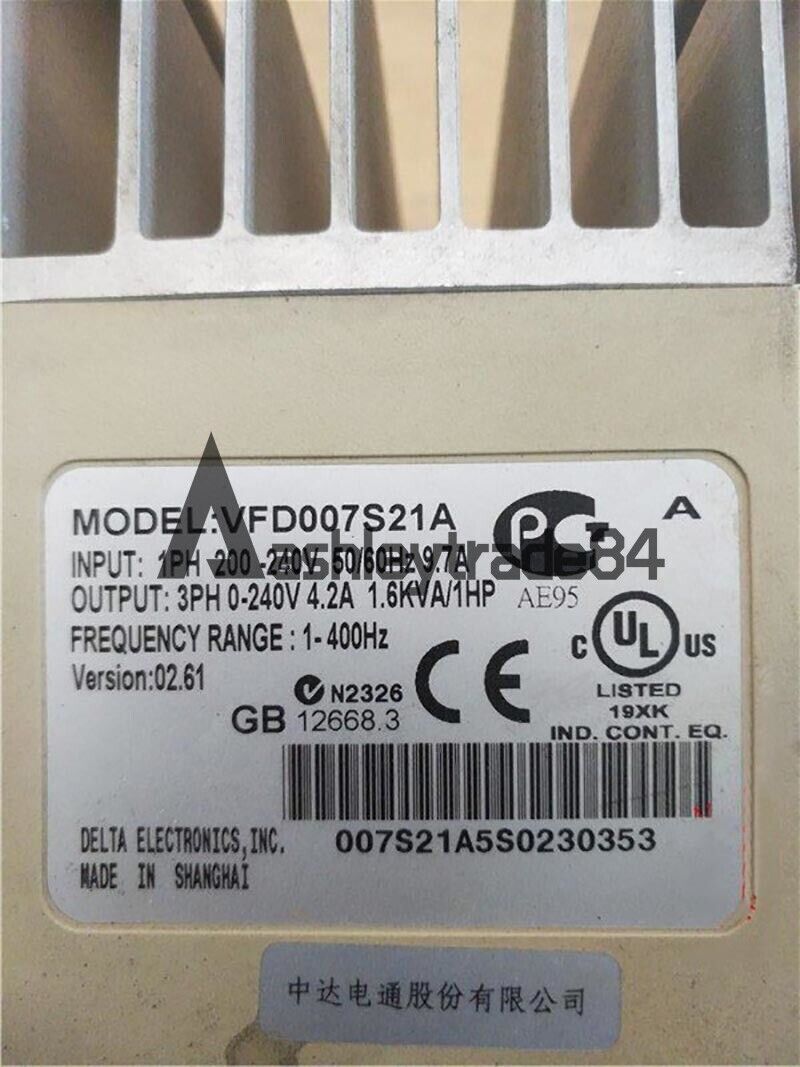 MODEL:VFD007S21A
A
INPUT: 1PH 200-240V 50/60Hz 9.7A
Aashleytrade84
OUTPUT: 3PH 0-240V 4.2A 1.6KVA/1HP
AE95
FREQUENCY RANGE : 1-400Hz
C UL US
Version:02.61
N2326
CE
LISTED
GB 12668.3
19XK
IND. CONT. EQ.
DELTA ELECTRONICS,INC. 007S21A5S0230353
MADE IN SHANGHAI
中达电通股份有限公司